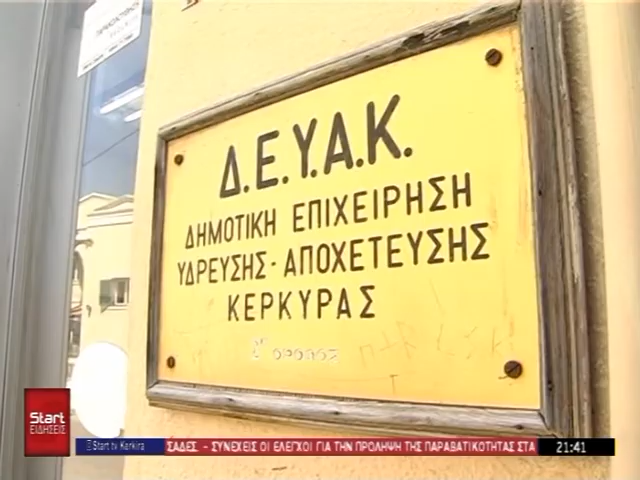 Δ.Ε.Υ.Α.Κ.
ΔΗΜΟΤΙΚΗ ΕΠΙΧΕΙΡΗΣΗ
ΥΔΡΕΥΣΗΣ - ΑΠΟΧΕΤΕΥΣΗΣ
ΚΕΡΚΥΡΑΣ
Start
ΕΙΔΗΣΕΙΣ
Start tv Kerkira
ΣΑΔΕΣ. - ΣΥΝΕΧΕΙΣ ΟΙ ΕΛΕΓΧΟΙ ΓΙΑ ΤΗΝ ΠΡΟΛΗΨΗ ΤΗΣ ΠΑΡΑΒΑΤΙΚΟΤΗΤΑΣ ΣΤΑ
21:41